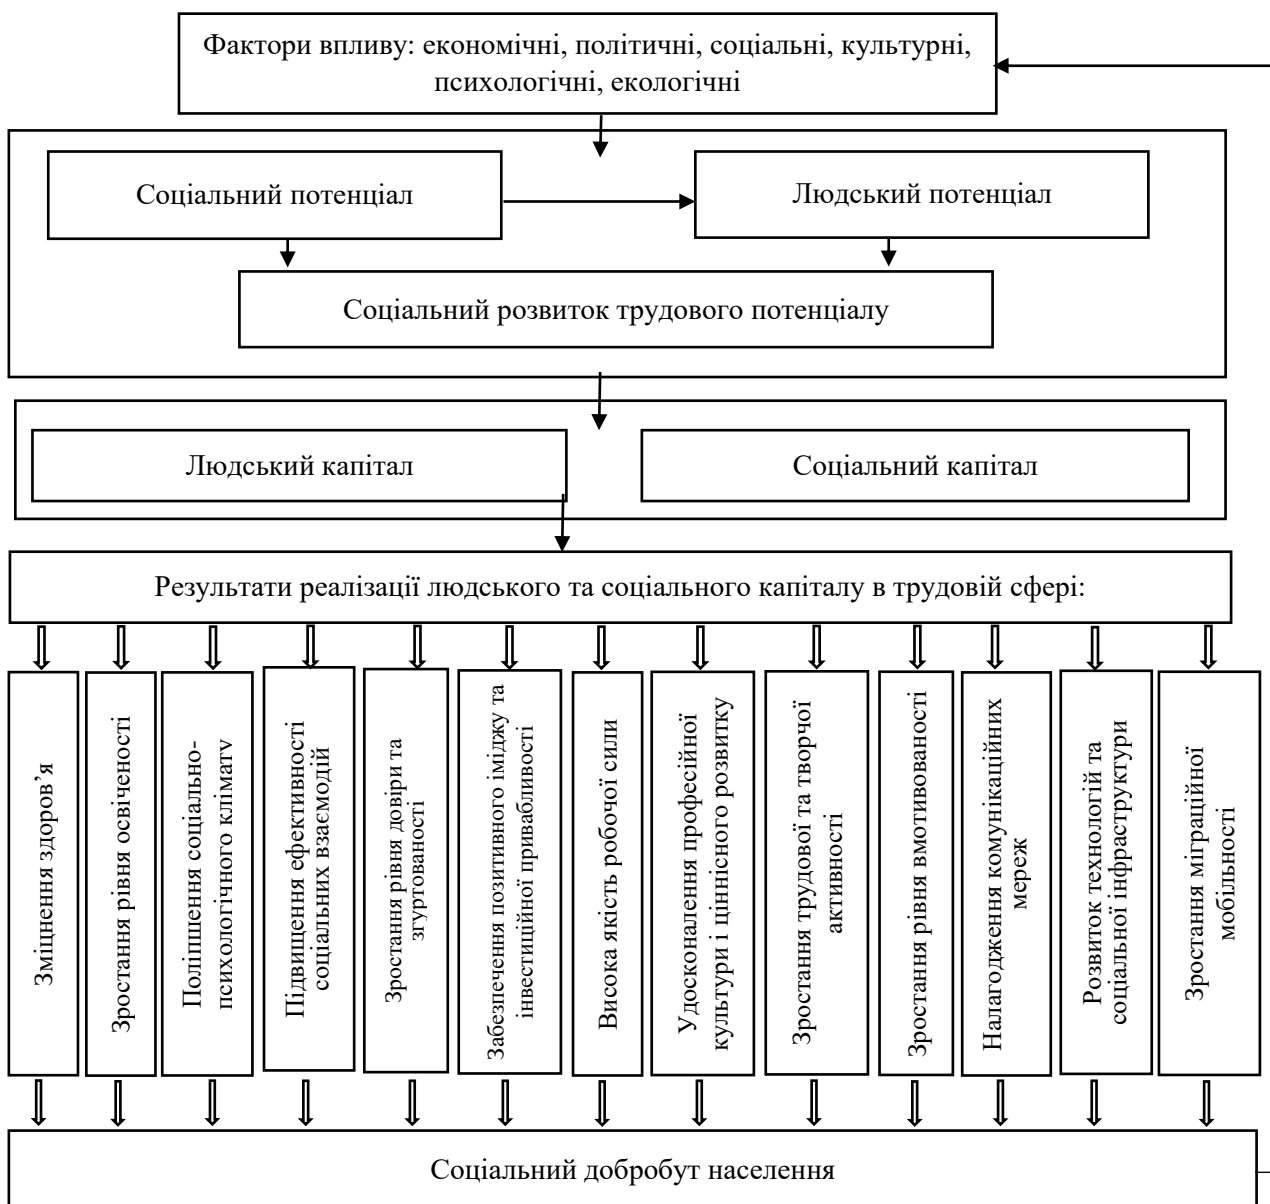 Фактори впливу: економічні, політичні, соціальні, культурні,
психологічні, екологічні
Соціальний потенціал
Людський потенціал
Соціальний розвиток трудового потенціалу
Людський капітал
Соціальний капітал
Результати реалізації людського та соціального капіталу в трудовій сфері:
Зміцнення здоров’я
Зростання рівня освіченості
Поліпшення соціально-
психологічного клімату
Підвищення ефективності
соціальних взаємодій
Зростання рівня довіри та
згуртованості
Забезпечення позитивного іміджу та
інвестиційної привабливості
Висока якість робочої сили
Удосконалення професійної
культури і ціннісного розвитку
Зростання трудової та творчої
активності
Зростання рівня вмотивованості
Налагодження комунікаційних
мереж
Розвиток технологій та
соціальної інфраструктури
Зростання міграційної
мобільності
Соціальний добробут населення